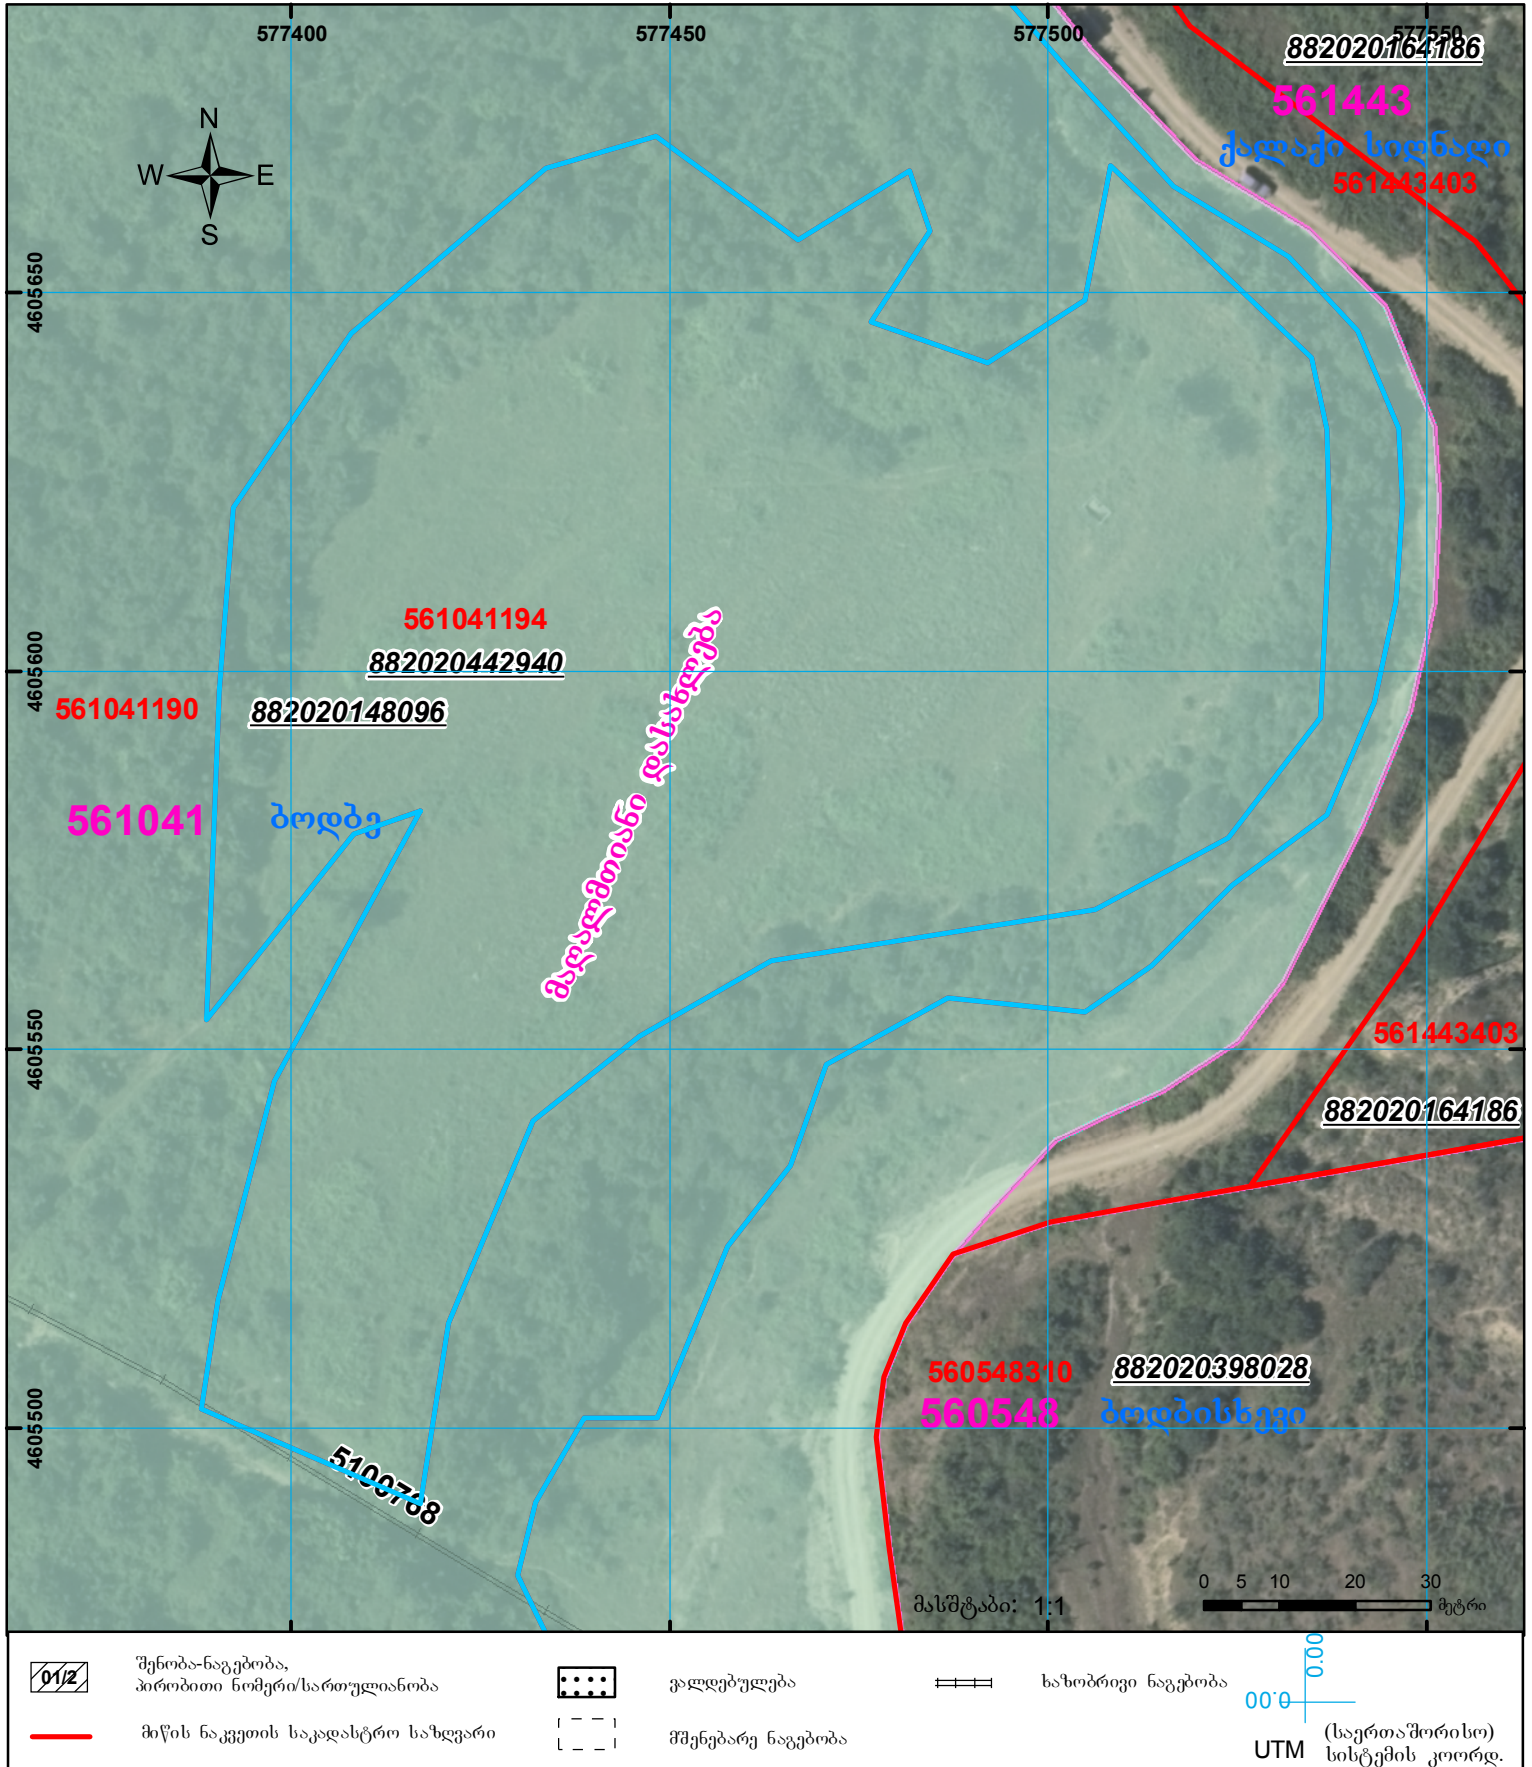 577400
577450
577500
577550
882020164186
561443
ქალაქი სიღნაღი
561443403
N
W
E
S
4605650
561041194
882020442940
4605600
561041190
882020148096
მაღალმთიანი დასახლება
561041
ბოდბე
4605550
561443403
882020164186
560548310
882020398028
560548
ბოდბისხევი
4605500
5100768
მასშტაბი: 1:1
0 5 10 20 30
მეტრი
01/2
შენობა-ნაგებობა,
პირობითი ნომერი/სართულიანობა
ვალდებულება
ხაზობრივი ნაგებობა
00.0
00.0
მიწის ნაკვეთის საკადასტრო საზღვარი
მშენებარე ნაგებობა
UTM
(საერთაშორისო)
სისტემის კოორდ.